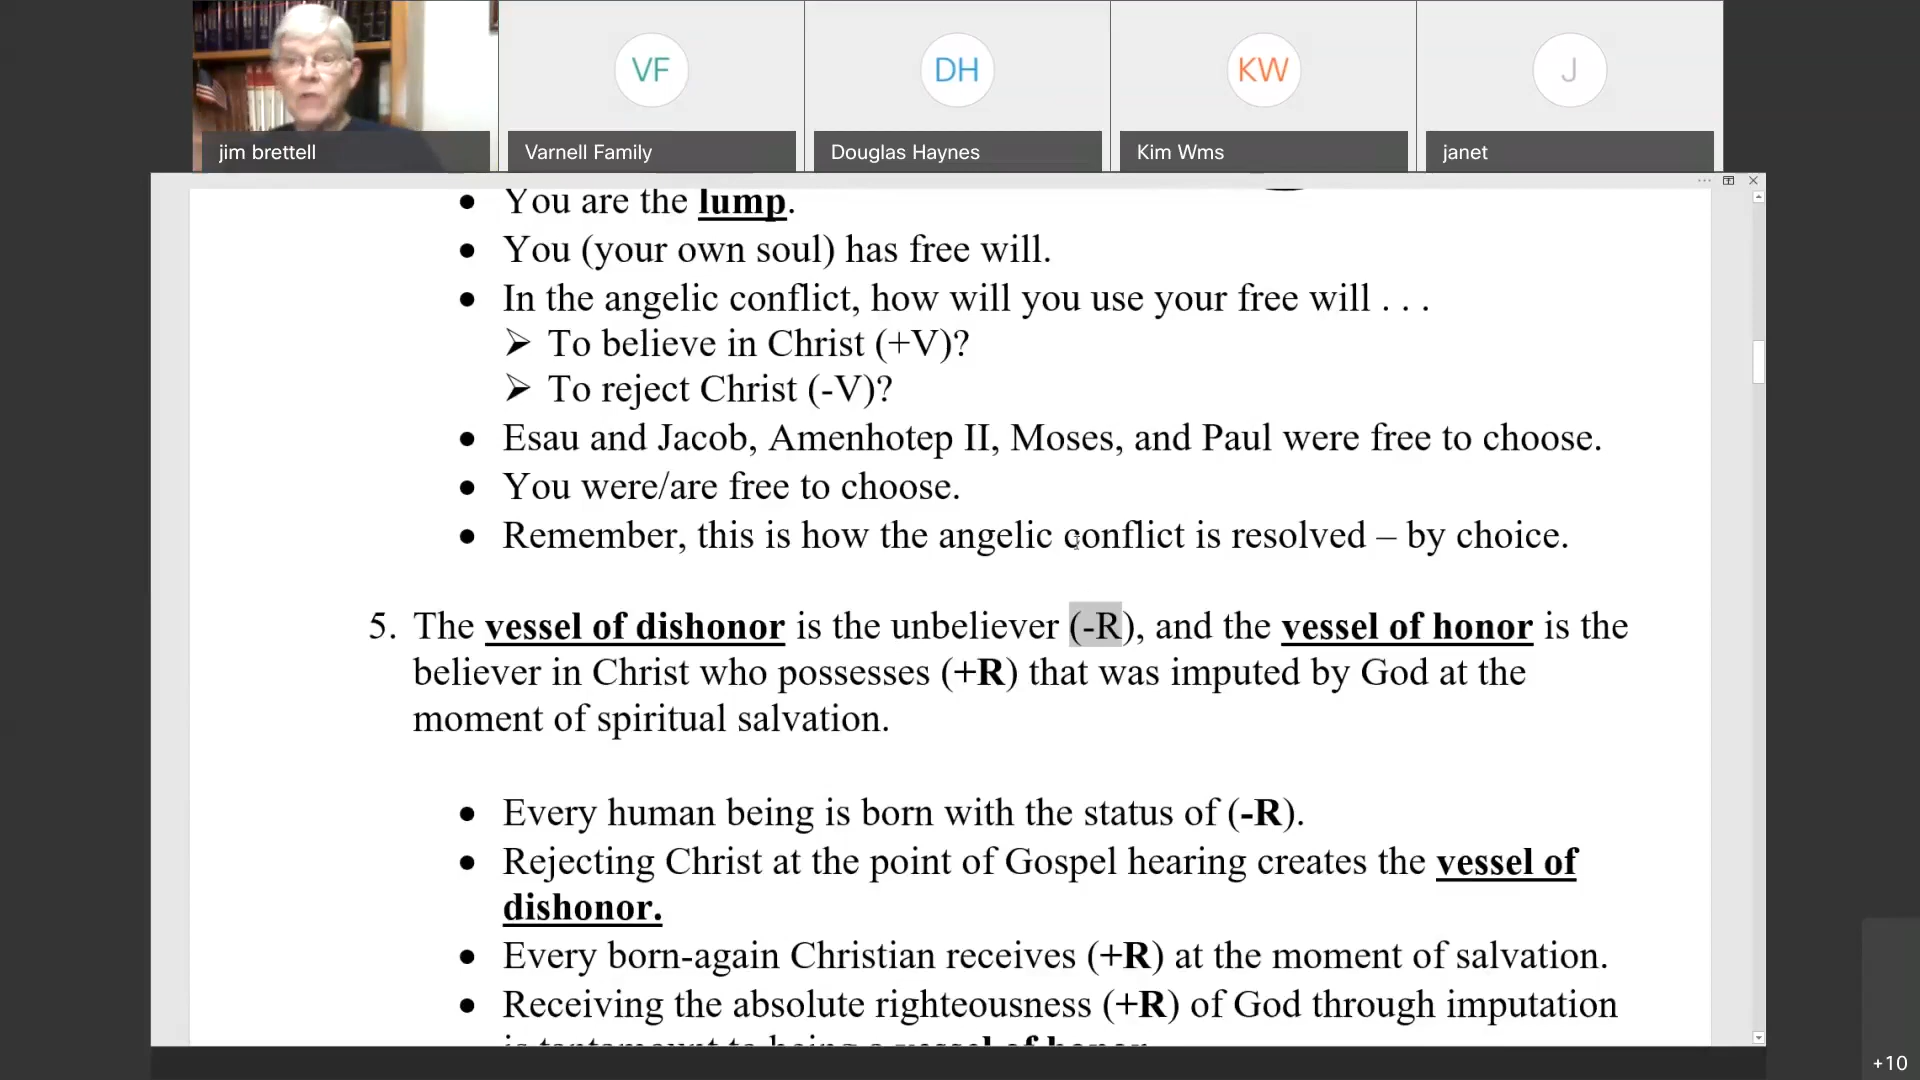 VF
DH
KW
J
jim brettell
Varnell Family
Douglas Haynes
Kim Wms
janet
• You are the lump.
• You (your own soul) has free will.
• In the angelic conflict, how will you use your free will . . .
➢ To believe in Christ (+V)?
➢ To reject Christ (-V)?
• Esau and Jacob, Amenhotep II, Moses, and Paul were free to choose.
• You were/are free to choose.
• Remember, this is how the angelic conflict is resolved – by choice.
5. The vessel of dishonor is the unbeliever (-R), and the vessel of honor is the
believer in Christ who possesses (+R) that was imputed by God at the
moment of spiritual salvation.
• Every human being is born with the status of (-R).
• Rejecting Christ at the point of Gospel hearing creates the vessel of
dishonor.
• Every born-again Christian receives (+R) at the moment of salvation.
• Receiving the absolute righteousness (+R) of God through imputation
is tantamount to being a vessel of honor.
+10